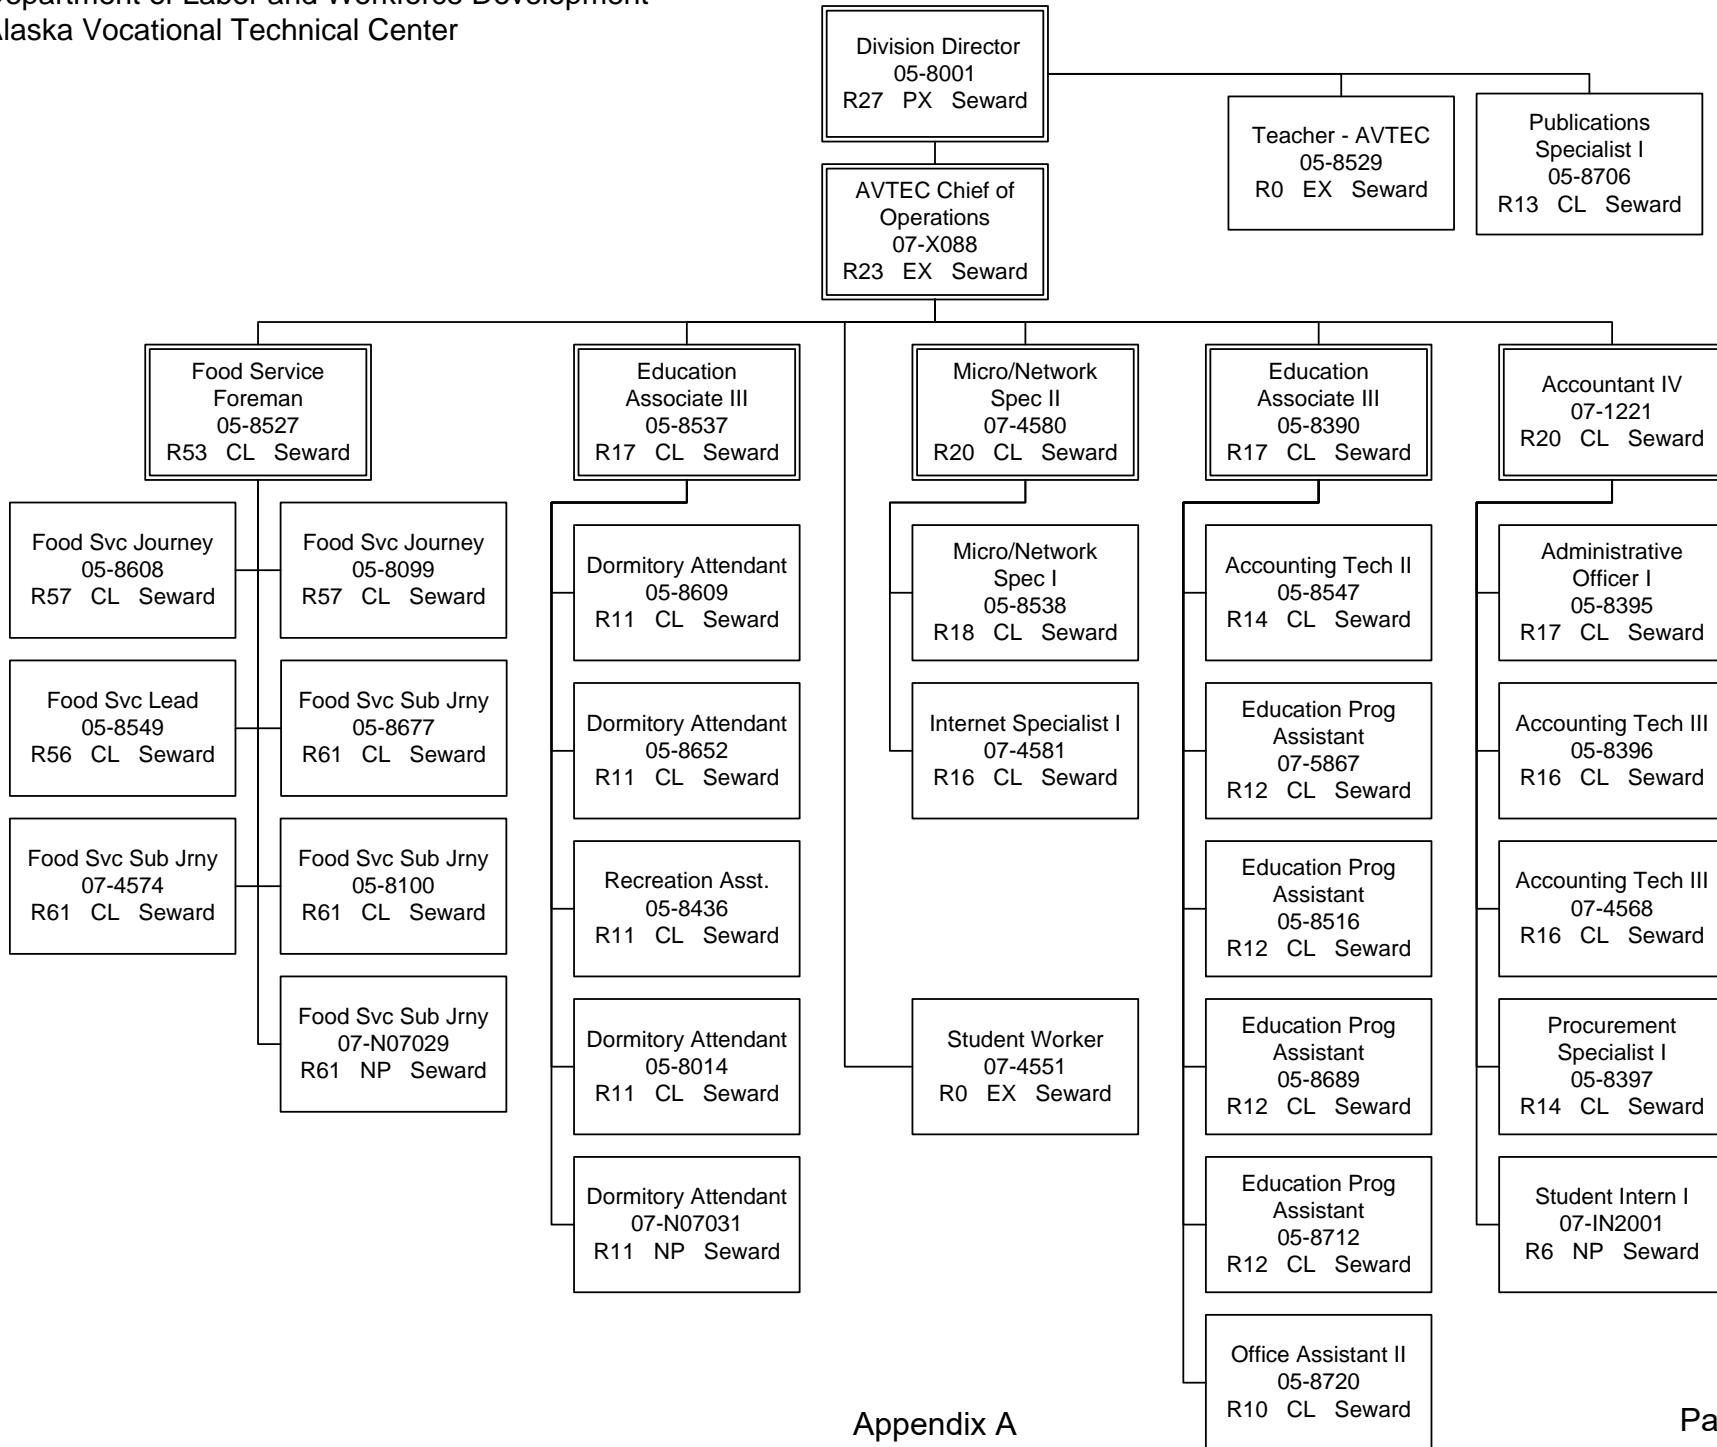 Department of Labor and Workforce Development
Alaska Vocational Technical Center
Division Director
05-8001
R27 PX Seward
Teacher - AVTEC
05-8529
R0 EX Seward
Publications
Specialist I
05-8706
R13 CL Seward
AVTEC Chief of
Operations
07-X088
R23 EX Seward
Food Service
Foreman
05-8527
R53 CL Seward
Education
Associate III
05-8537
R17 CL Seward
Micro/Network
Spec II
07-4580
R20 CL Seward
Education
Associate III
05-8390
R17 CL Seward
Accountant IV
07-1221
R20 CL Seward
Food Svc Journey
05-8608
R57 CL Seward
Food Svc Journey
05-8099
R57 CL Seward
Food Svc Lead
05-8549
R56 CL Seward
Food Svc Sub Jrny
05-8677
R61 CL Seward
Food Svc Sub Jrny
07-4574
R61 CL Seward
Food Svc Sub Jrny
05-8100
R61 CL Seward
Food Svc Sub Jrny
07-N07029
R61 NP Seward
Dormitory Attendant
05-8609
R11 CL Seward
Dormitory Attendant
05-8652
R11 CL Seward
Recreation Asst.
05-8436
R11 CL Seward
Dormitory Attendant
05-8014
R11 CL Seward
Dormitory Attendant
07-N07031
R11 NP Seward
Micro/Network
Spec I
05-8538
R18 CL Seward
Internet Specialist I
07-4581
R16 CL Seward
Student Worker
07-4551
R0 EX Seward
Accounting Tech II
05-8547
R14 CL Seward
Education Prog
Assistant
07-5867
R12 CL Seward
Education Prog
Assistant
05-8516
R12 CL Seward
Education Prog
Assistant
05-8689
R12 CL Seward
Education Prog
Assistant
05-8712
R12 CL Seward
Office Assistant II
05-8720
R10 CL Seward
Administrative
Officer I
05-8395
R17 CL Seward
Accounting Tech III
05-8396
R16 CL Seward
Accounting Tech III
07-4568
R16 CL Seward
Procurement
Specialist I
05-8397
R14 CL Seward
Student Intern I
07-IN2001
R6 NP Seward
Appendix A
Pa